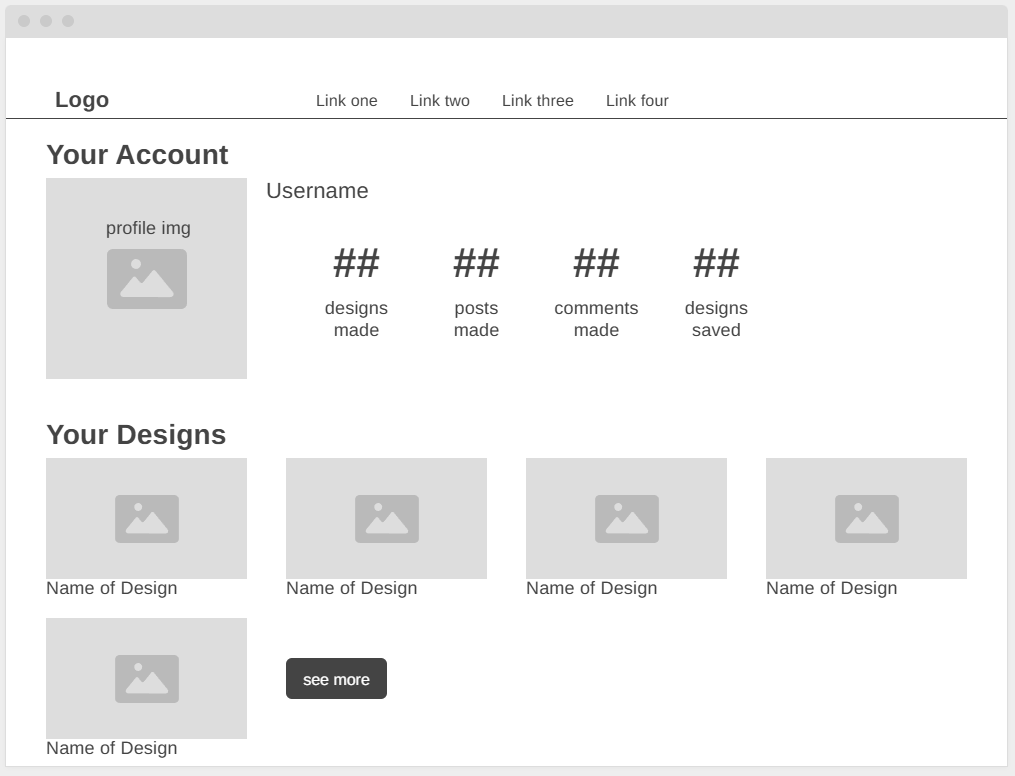 Logo
Link one Link two Link three Link four
Your Account
profile img
Username
## ## ## ##
designs posts comments designs
made made made saved
Your Designs
Name of Design Name of Design Name of Design Name of Design
see more
Name of Design